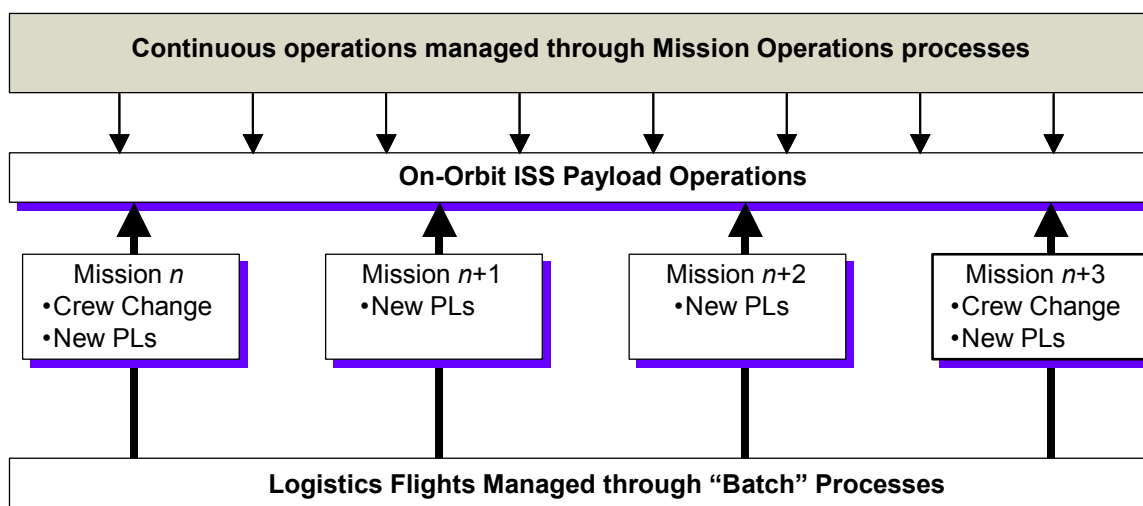 Continuous operations managed through Mission Operations processes
On-Orbit ISS Payload Operations
Mission n
•Crew Change
•New PLs
Mission n+1
•New PLs
Mission n+2
•New PLs
Mission n+3
•Crew Change
•New PLs
Logistics Flights Managed through “Batch” Processes